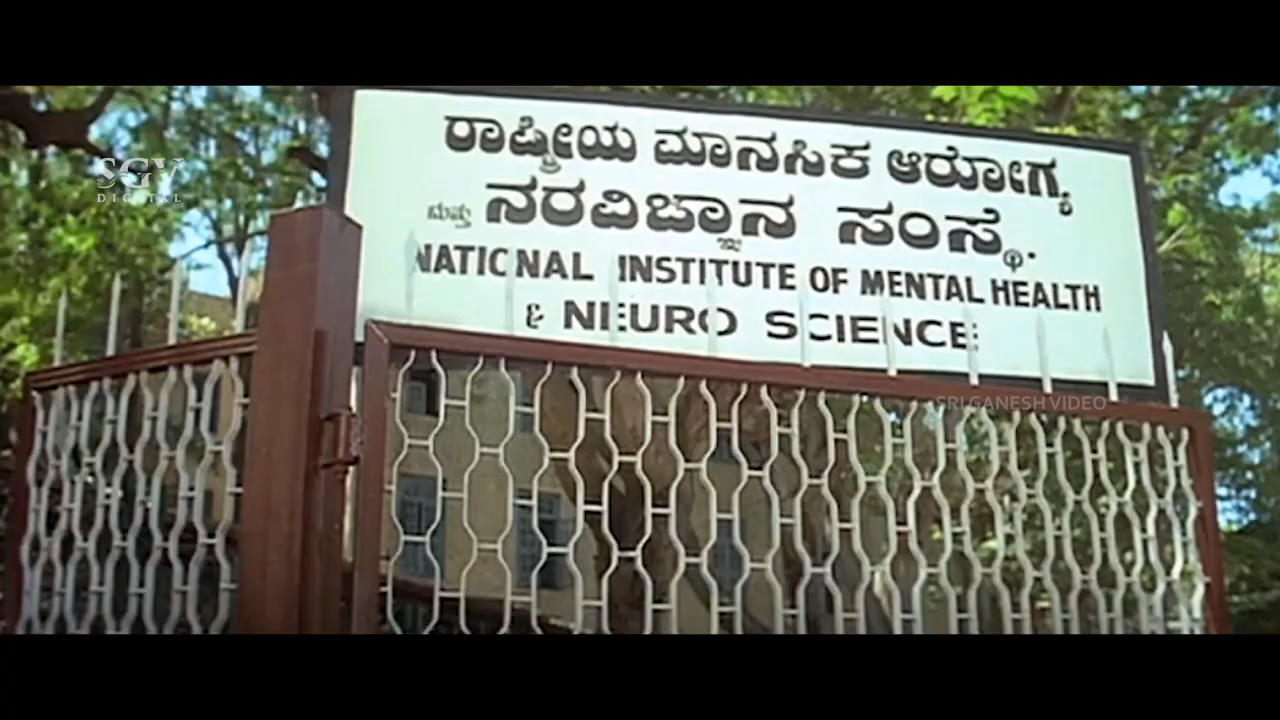 SGV
DIGITAL
ರಾಷ್ಟ್ರೀಯ ಮಾನಸಿಕ ಆರೋಗ್ಯ
ಮತ್ತು ನರವಿಜ್ಞಾನ ಸಂಸ್ಥೆ.
NATIONAL INSTITUTE OF MENTAL HEALTH
& NEURO SCIENCE
SRI GANESH VIDEO